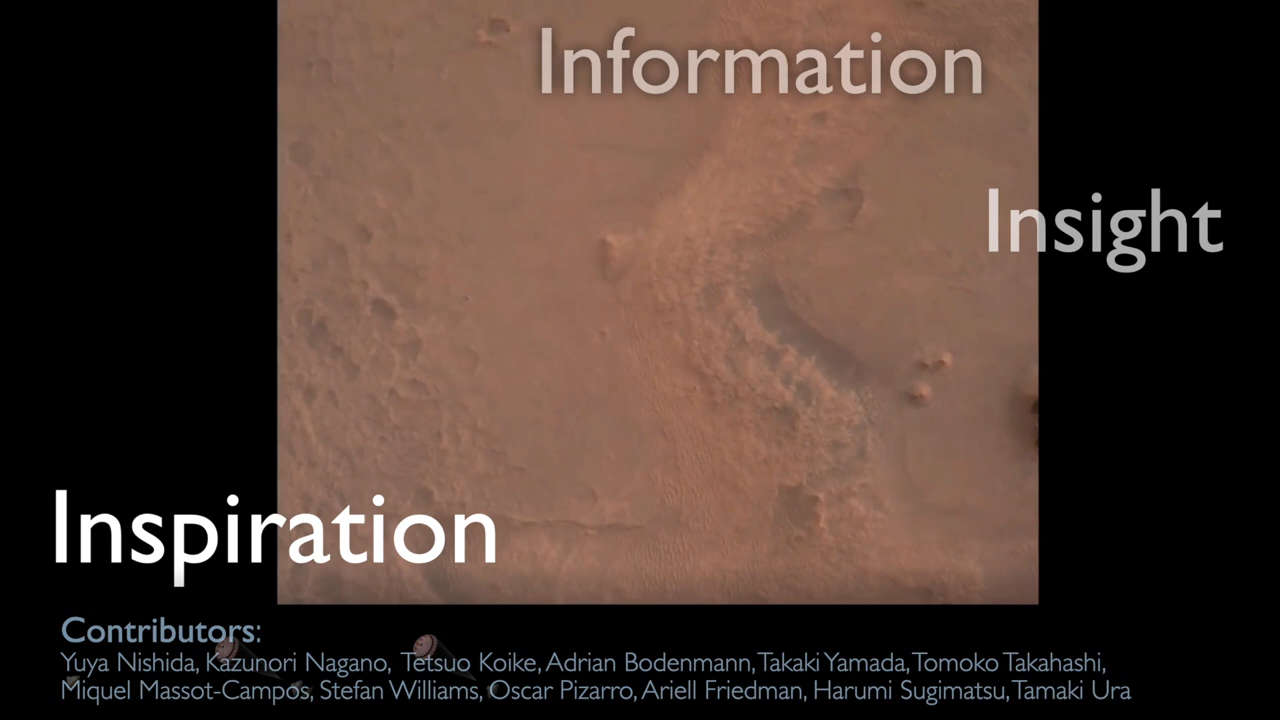 Information
Insight
Inspiration
Contributors:
Yuya Nishida, Kazunori Nagano, Tetsuo Koike, Adrian Bodenmann, Takaki Yamada, Tomoko Takahashi,
Miquel Massot-Campos, Stefan Williams, Oscar Pizarro, Ariell Friedman, Harumi Sugimatsu, Tamaki Ura